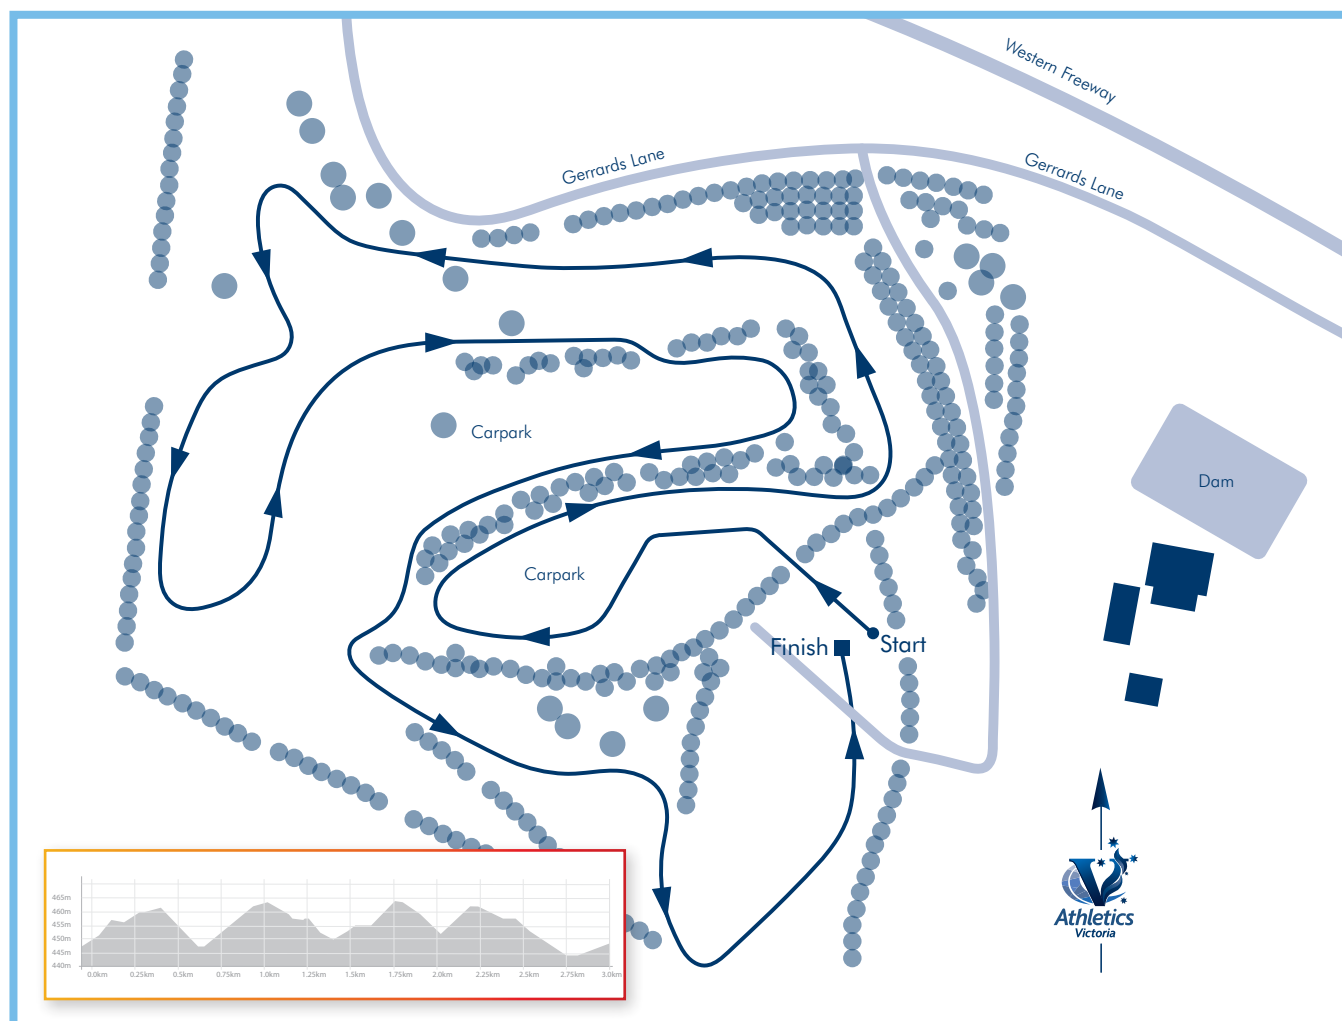 Western Freeway
Gerrards Lane
Gerrards Lane
Carpark
Dam
Carpark
Finish
Start
465m
460m
455m
450m
445m
440m
0.0km 0.25km 0.5km 0.75km 1.0km 1.25km 1.5km 1.75km 2.0km 2.25km 2.5km 2.75km 3.0km
V
Athletics
Victoria